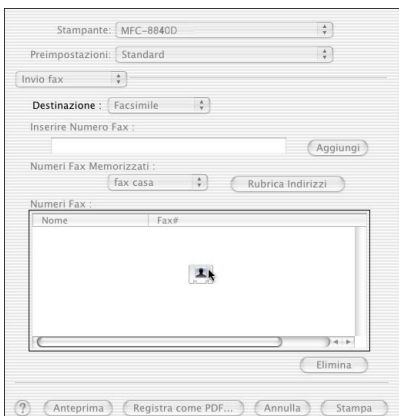 Stampante: MFC-8840D
Preimpostazioni: Standard
Invio fax
Destinazione : Facsimile
Inserire Numero Fax :
Aggiungi
Numeri Fax Memorizzati :
fax casa Rubrica Indirizzi
Numeri Fax :
Nome Fax#
Elimina
? Anteprima Registra come PDF... Annulla Stampa